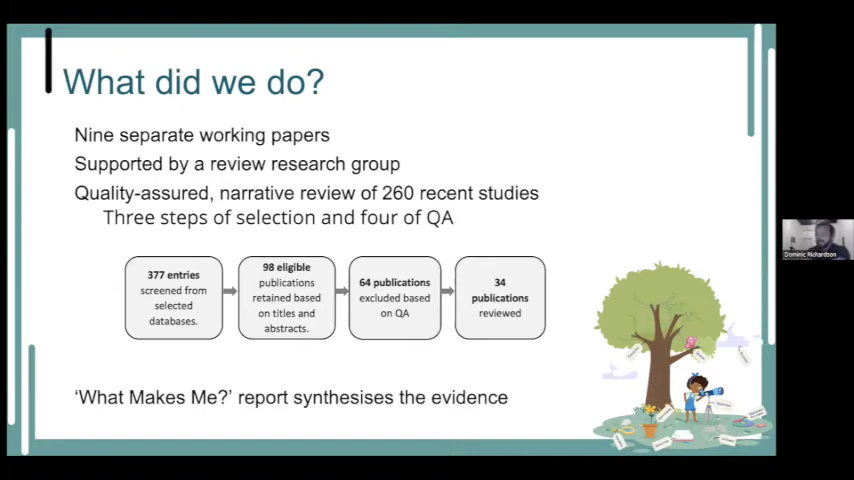 What did we do?
Nine separate working papers
Supported by a review research group
Quality-assured, narrative review of 260 recent studies
Three steps of selection and four of QA
377 entries
screened from
selected
databases.
98 eligible
publications
retained based
on titles and
abstracts.
64 publications
excluded based
on QA
34
publications
reviewed
‘What Makes Me?’ report synthesises the evidence
Dominic Richardson